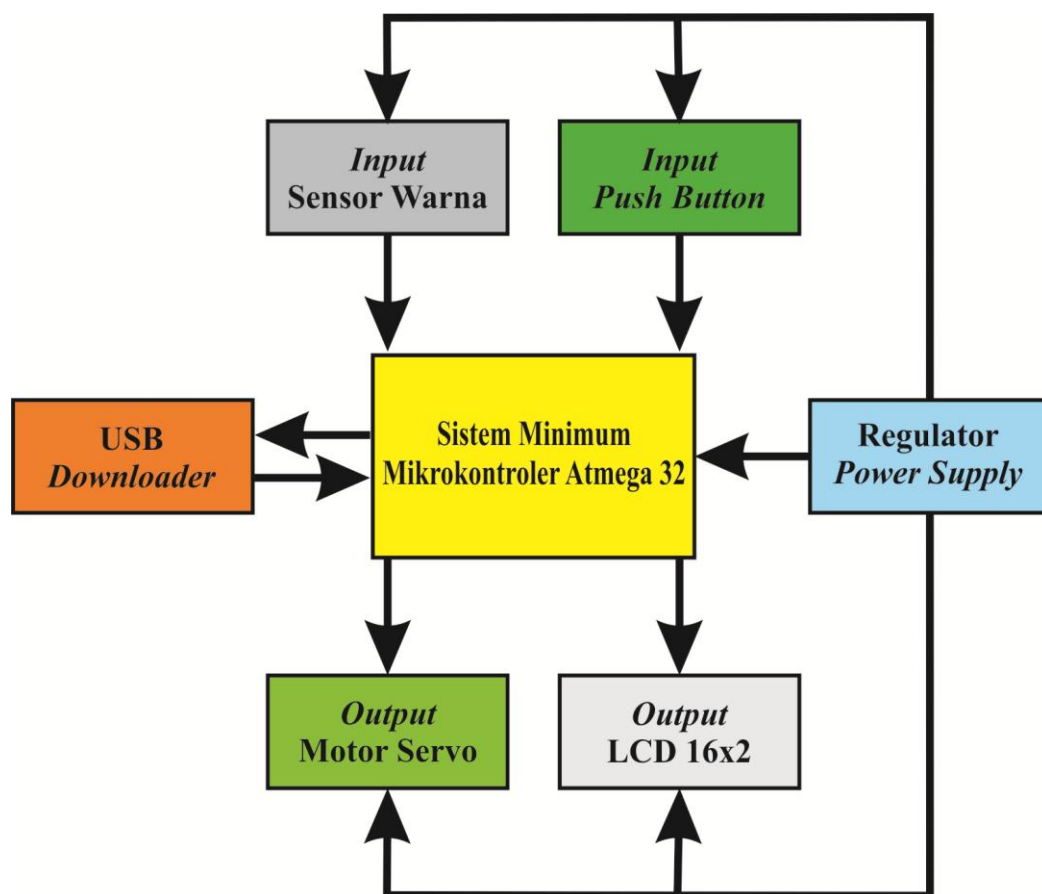 Input
Sensor Warna
Input
Push Button
USB
Downloader
Sistem Minimum
Mikrokontroler Atmega 32
Regulator
Power Supply
Output
Motor Servo
Output
LCD 16x2